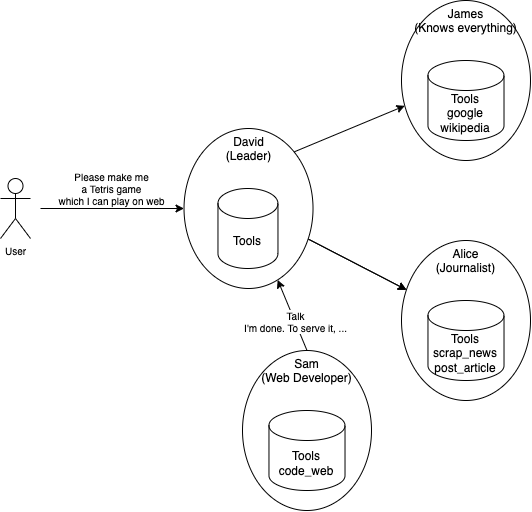 James
(Knows everything)
Tools
google
wikipedia
David
(Leader)
Tools
Please make me
a Tetris game
which I can play on web
User
Alice
(Journalist)
Tools
scrap_news
post_article
Talk
I'm done. To serve it, ...
Sam
(Web Developer)
Tools
code_web